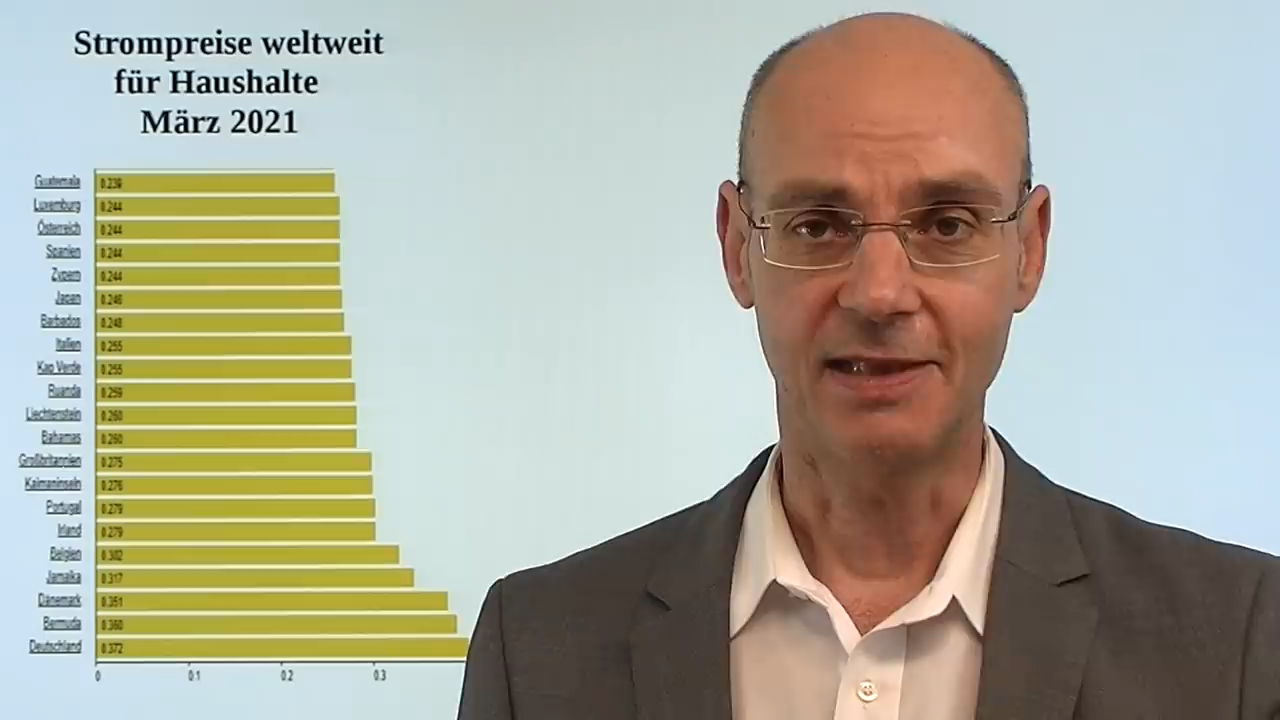 Strompreise weltweit
für Haushalte
März 2021
Guatemala 0.239
Luxemburg 0.244
Österreich 0.244
Spanien 0.244
Zypern 0.244
Japan 0.246
Barbados 0.248
Italien 0.255
Kap Verde 0.255
Ruanda 0.259
Liechtenstein 0.260
Bahamas 0.260
Großbritannien 0.275
Kaimaninseln 0.276
Portugal 0.279
Irland 0.279
Belgien 0.302
Jamaika 0.317
Dänemark 0.351
Bermuda 0.360
Deutschland 0.372
0 0.1 0.2 0.3